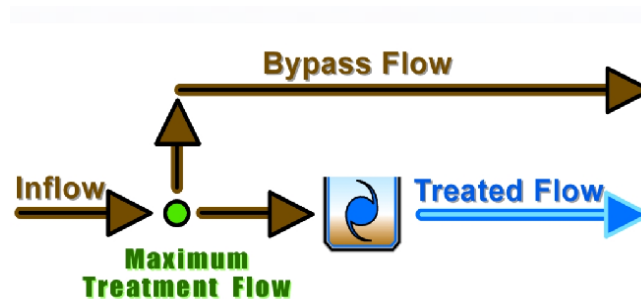 Bypass Flow
Inflow
Treated Flow
Maximum
Treatment Flow